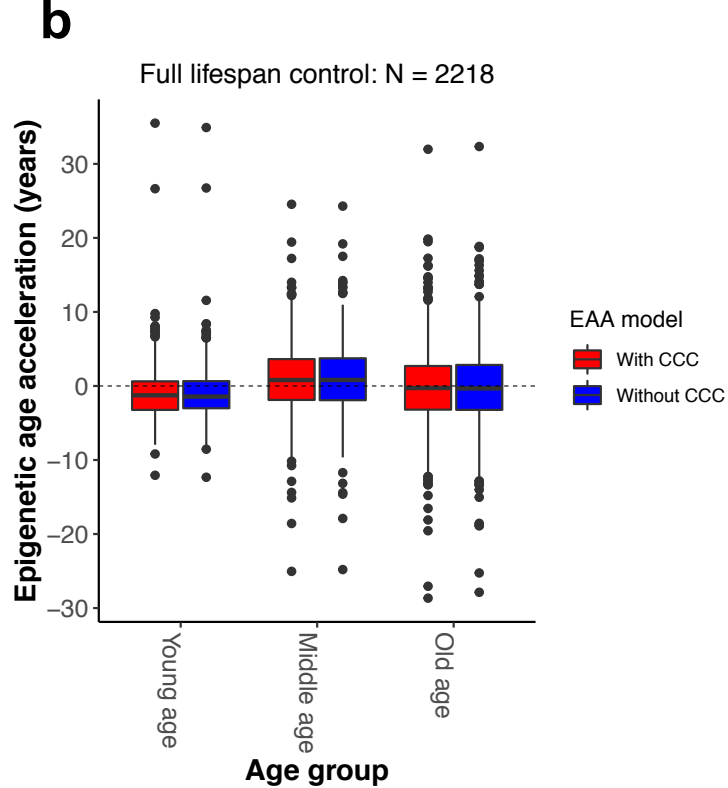 b
Full lifespan control: N = 2218
Epigenetic age acceleration (years)
30
20
10
0
−10
−20
−30
Young age
Middle age
Old age
Age group
EAA model
With CCC
Without CCC